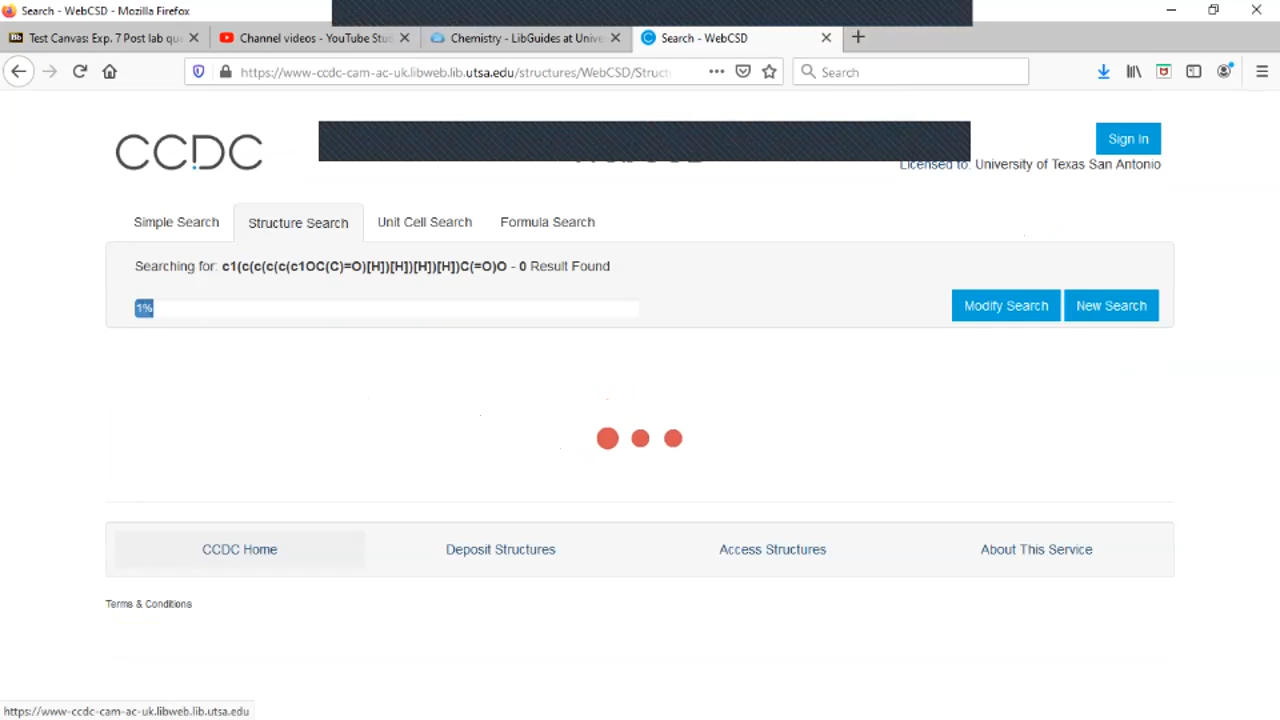 Search - WebCSD - Mozilla Firefox
Test Canvas: Exp. 7 Post lab qu
Channel videos - YouTube Stu
Chemistry - LibGuides at Unive
Search - WebCSD
https://www-ccdc-cam-ac-uk.libweb.lib.utsa.edu/structures/WebCSD/Struct
Search
CCDC
Sign In
Licensed to: University of Texas San Antonio
Simple Search
Structure Search
Unit Cell Search
Formula Search
Searching for: c1(c(c(c(c(c1OC(C)=O)[H])[H])[H])[H])C(=O)O - 0 Result Found
1%
Modify Search
New Search
CCDC Home
Deposit Structures
Access Structures
About This Service
Terms & Conditions
https://www-ccdc-cam-ac-uk.libweb.lib.utsa.edu